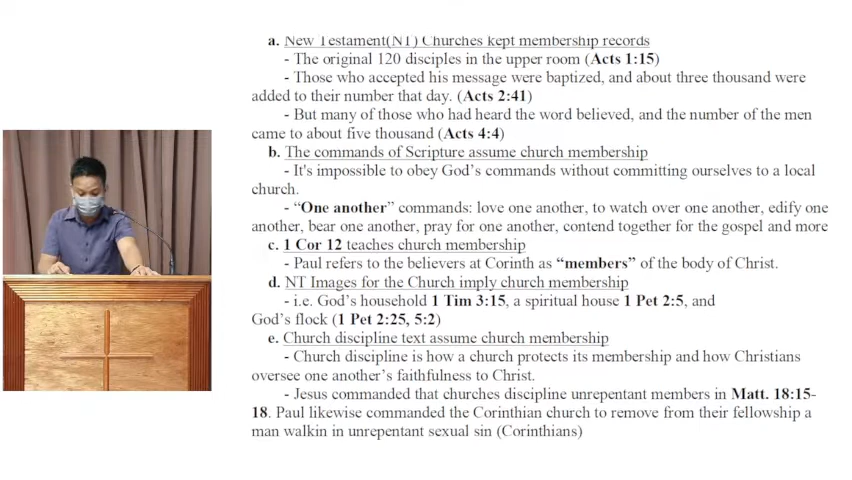 a. New Testament(NT) Churches kept membership records
- The original 120 disciples in the upper room (Acts 1:15)
- Those who accepted his message were baptized, and about three thousand were
added to their number that day. (Acts 2:41)
- But many of those who had heard the word believed, and the number of the men
came to about five thousand (Acts 4:4)
b. The commands of Scripture assume church membership
- It's impossible to obey God's commands without committing ourselves to a local
church.
- “One another” commands: love one another, to watch over one another, edify one
another, bear one another, pray for one another, contend together for the gospel and more
c. 1 Cor 12 teaches church membership
- Paul refers to the believers at Corinth as “members” of the body of Christ.
d. NT Images for the Church imply church membership
- i.e. God's household 1 Tim 3:15, a spiritual house 1 Pet 2:5, and
God's flock (1 Pet 2:25, 5:2)
e. Church discipline text assume church membership
- Church discipline is how a church protects its membership and how Christians
oversee one another's faithfulness to Christ.
- Jesus commanded that churches discipline unrepentant members in Matt. 18:15-
18. Paul likewise commanded the Corinthian church to remove from their fellowship a
man walkin in unrepentant sexual sin (Corinthians)